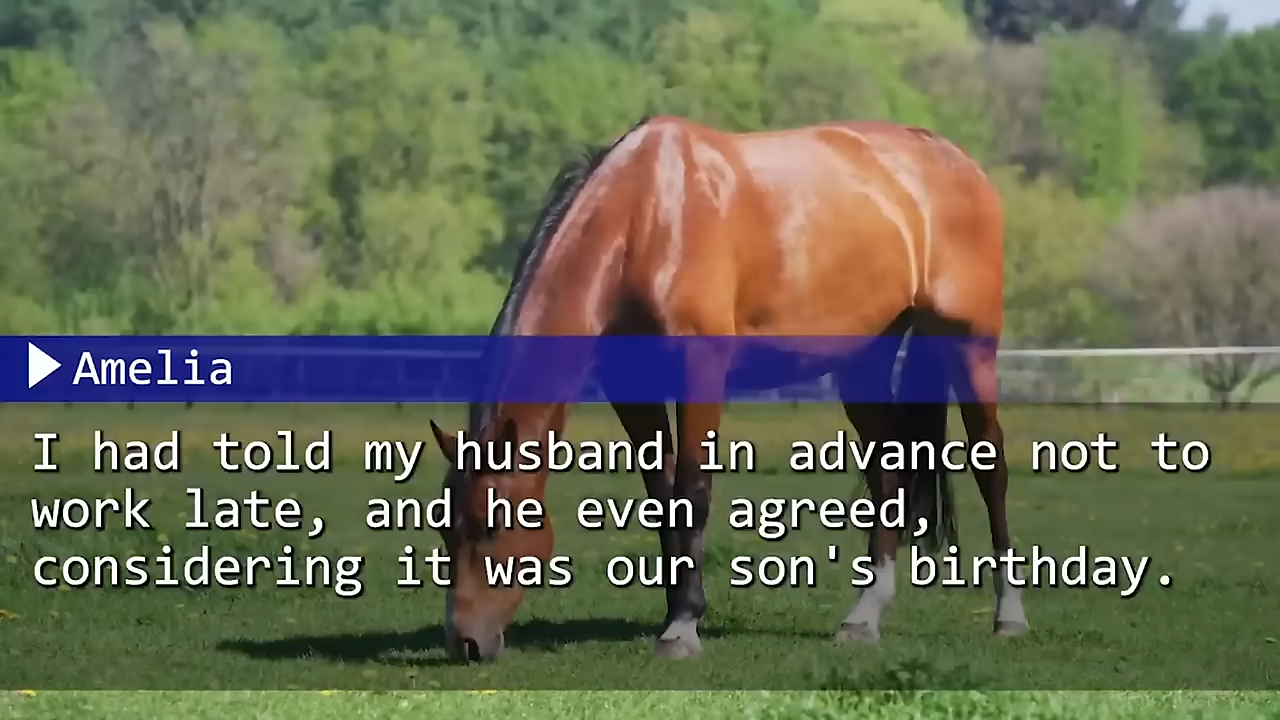 Amelia
I had told my husband in advance not to
work late, and he even agreed,
considering it was our son's birthday.